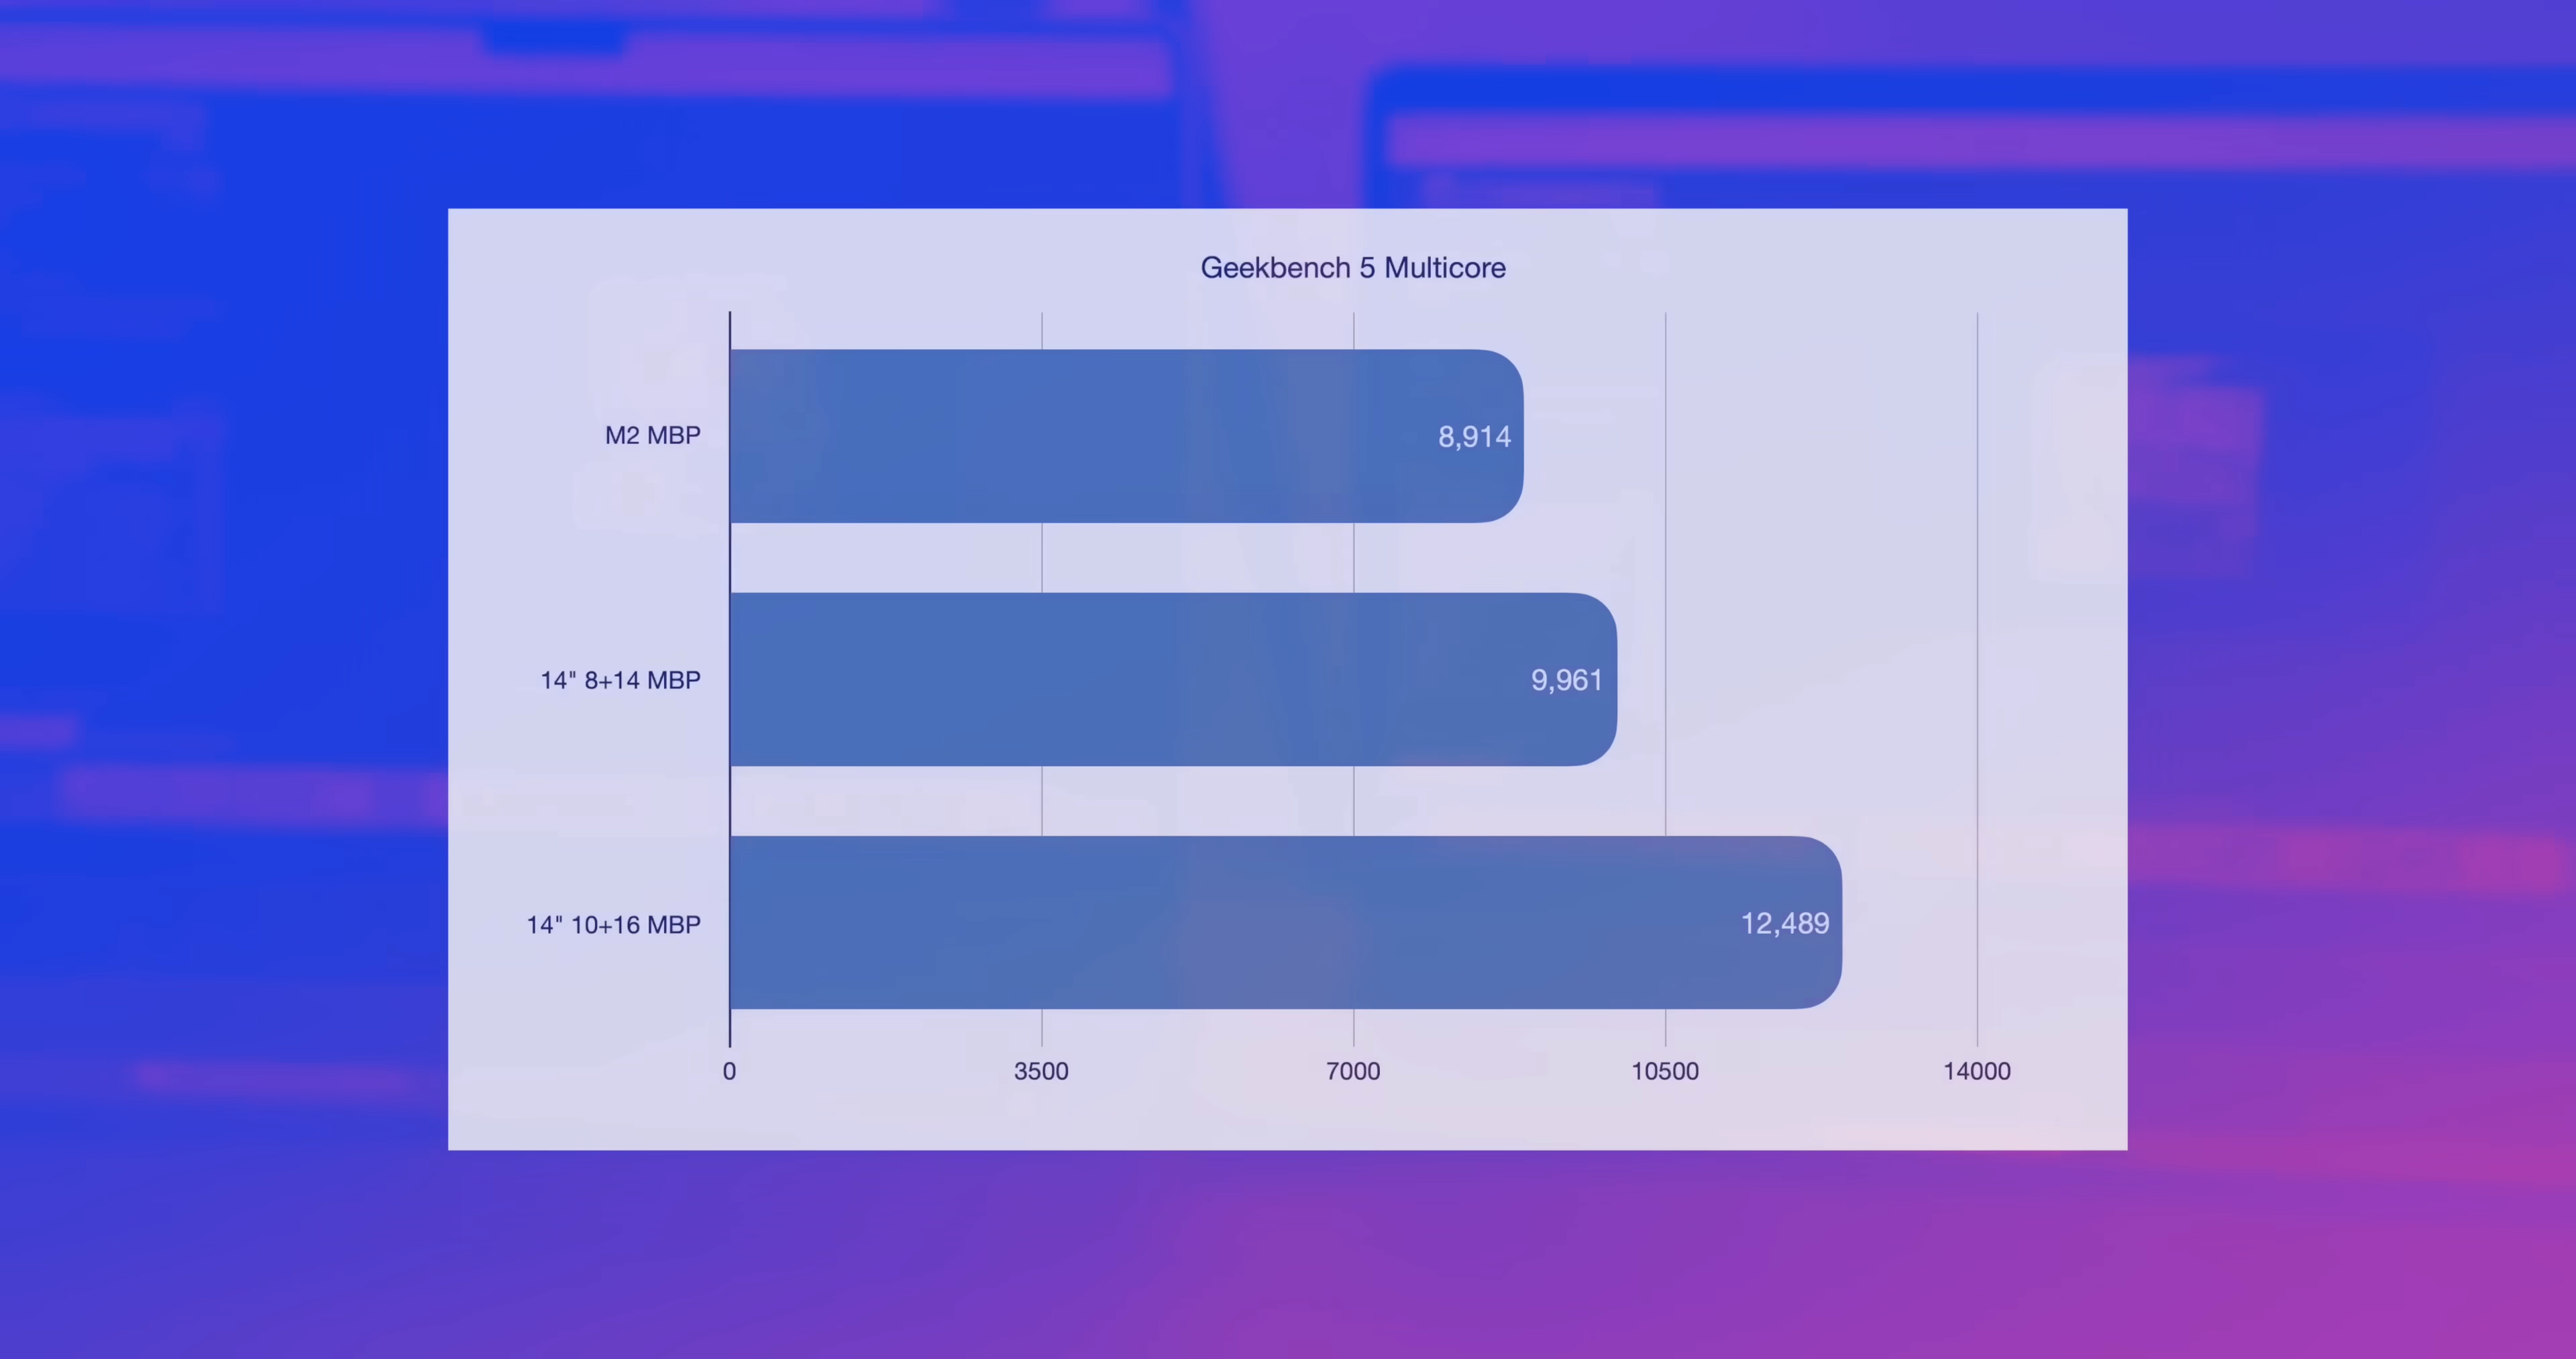 Geekbench 5 Multicore
M2 MBP
8,914
14" 8+14 MBP
9,961
14" 10+16 MBP
12,489
0
3500
7000
10500
14000